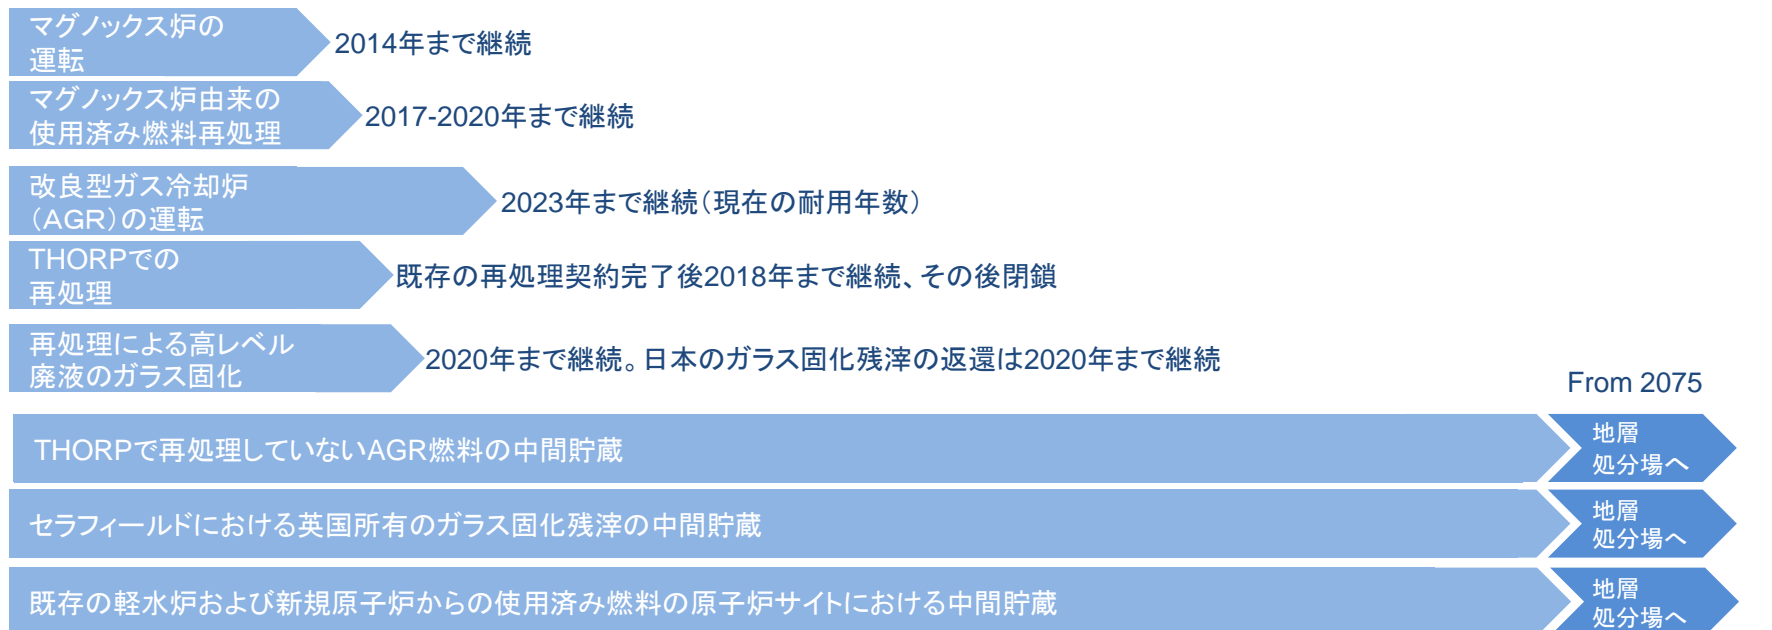 マグノックス炉の
運転
2014年まで継続
マグノックス炉由来の
使用済み燃料再処理
2017-2020年まで継続
改良型ガス冷却炉
（AGR）の運転
2023年まで継続（現在の耐用年数）
THORPでの
再処理
既存の再処理契約完了後2018年まで継続、その後閉鎖
再処理による高レベル
廃液のガラス固化
2020年まで継続。日本のガラス固化残滓の返還は2020年まで継続
From 2075
THORPで再処理していないAGR燃料の中間貯蔵
地層
処分場へ
セラフィールドにおける英国所有のガラス固化残滓の中間貯蔵
地層
処分場へ
既存の軽水炉および新規原子炉からの使用済み燃料の原子炉サイトにおける中間貯蔵
地層
処分場へ